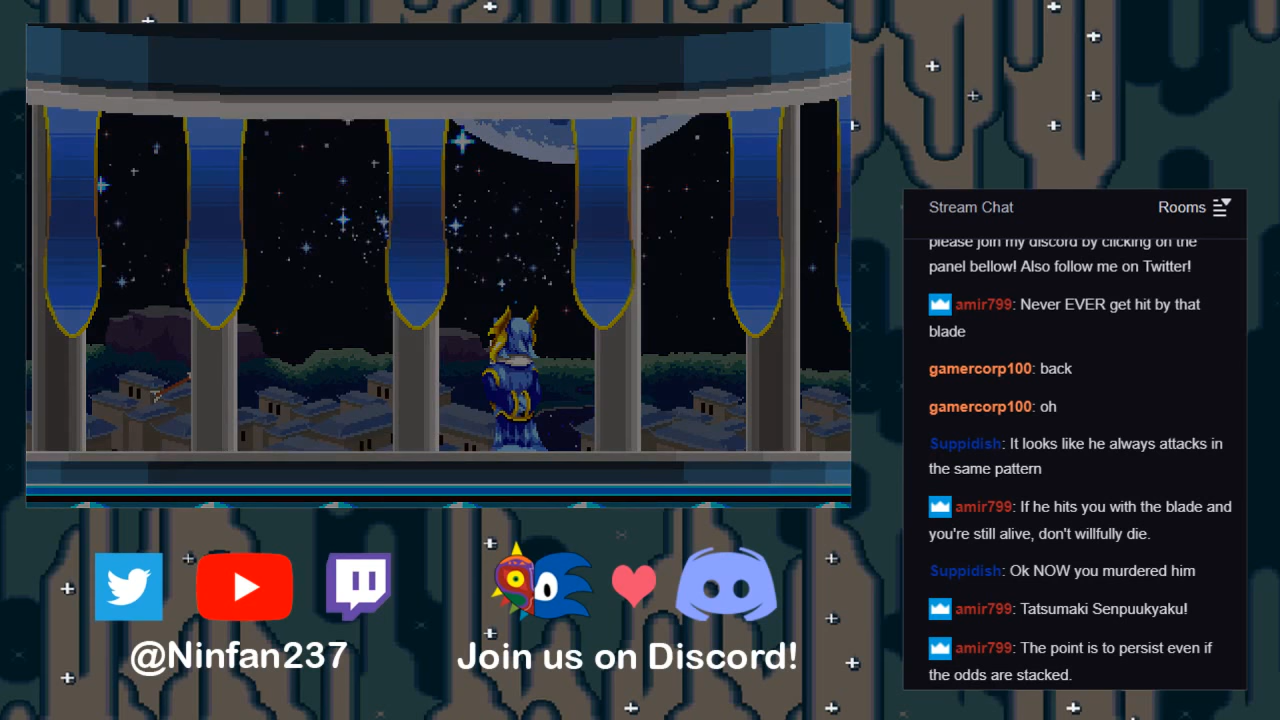 Stream Chat
Rooms
please join my discord by clicking on the
panel bellow! Also follow me on Twitter!
amir799: Never EVER get hit by that
blade
gamercorp100: back
gamercorp100: oh
Suppidish: It looks like he always attacks in
the same pattern
amir799: If he hits you with the blade and
you're still alive, don't willfully die.
Suppidish: Ok NOW you murdered him
amir799: Tatsumaki Senpuukyaku!
amir799: The point is to persist even if
the odds are stacked.
@Ninfan237
Join us on Discord!